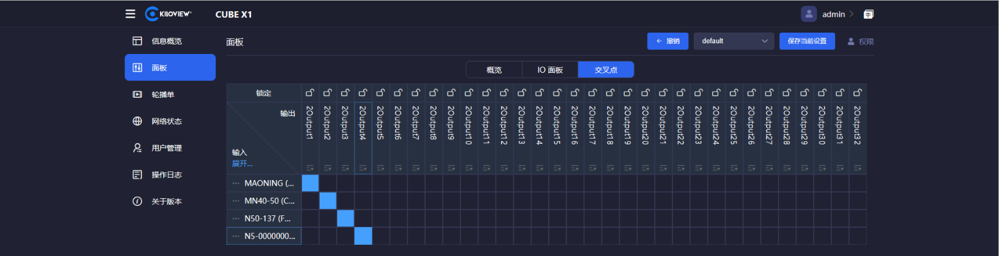 KILOVIEW
CUBE X1
admin
中
信息概览
面板
轮播单
网络状态
用户管理
操作日志
关于版本
面板
撤销
default
保存当前设置
权限
概览
IO 面板
交叉点
锁定
输出
输入
展开...
2Output1
2Output2
2Output3
2Output4
2Output5
2Output6
2Output7
2Output8
2Output9
2Output10
2Output11
2Output12
2Output13
2Output14
2Output15
2Output16
2Output17
2Output18
2Output19
2Output20
2Output21
2Output22
2Output23
2Output24
2Output25
2Output26
2Output27
2Output28
2Output29
2Output30
2Output31
2Output32
MAONING (...
MN40-50 (C...
N50-137 (F...
N5-0000000...